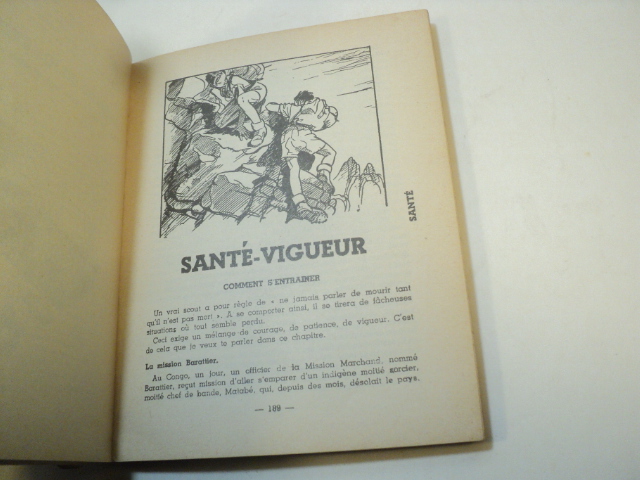 SANTÉ
SANTÉ-VIGUEUR
COMMENT S'ENTRAINER
Un vrai scout a pour règle de « ne jamais parler de mourir tant
qu'il n'est pas mort ». A se comporter ainsi, il se tirera de fâcheuses
situations où tout semble perdu.
Ceci exige un mélange de courage, de patience, de vigueur. C'est
de cela que je veux te parler dans ce chapitre.
La mission Barattier.
Au Congo, un jour, un officier de la Mission Marchand, nommé
Barattier, reçut mission d'aller s'emparer d'un indigène moitié sorcier,
moitié chef de bande, Matabé, qui, depuis des mois, désolait le pays.
— 189 —